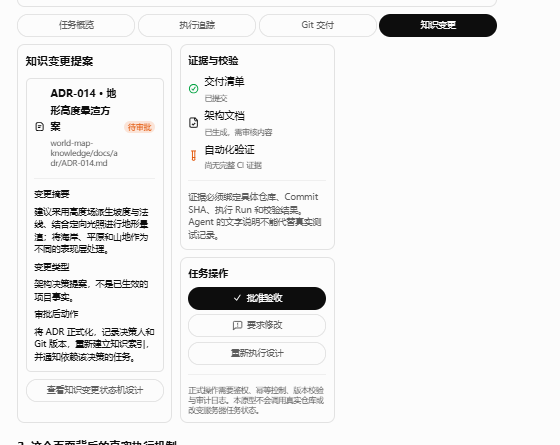 任务概览
执行追踪
Git 交付
知识变更
知识变更提案
ADR-014 • 地
形高度晕渲方
案
待审批
world-map-
knowledge/docs/a
dr/ADR-014.md
变更摘要
建议采用高度场派生坡度与法
线、结合定向光照进行地形晕
渲；将海岸、平原和山地作为
不同的表现层处理。
变更类型
架构决策提案，不是已生效的
项目事实。
审批后动作
将 ADR 正式化，记录决策人和
Git 版本，重新建立知识索引，
并通知依赖该决策的任务。
查看知识变更状态机设计
证据与校验
交付清单
已提交
架构文档
已生成，需审核内容
自动化验证
尚无完整 CI 证据
证据必须绑定具体仓库、Commit
SHA、执行 Run 和校验结果。
Agent 的文字说明不能代替真实测
试记录。
任务操作
批准验收
要求修改
重新执行设计
正式操作需要鉴权、幂等控制、版本校验
与审计日志。本原型不会调用真实仓库或
改变服务器任务状态。